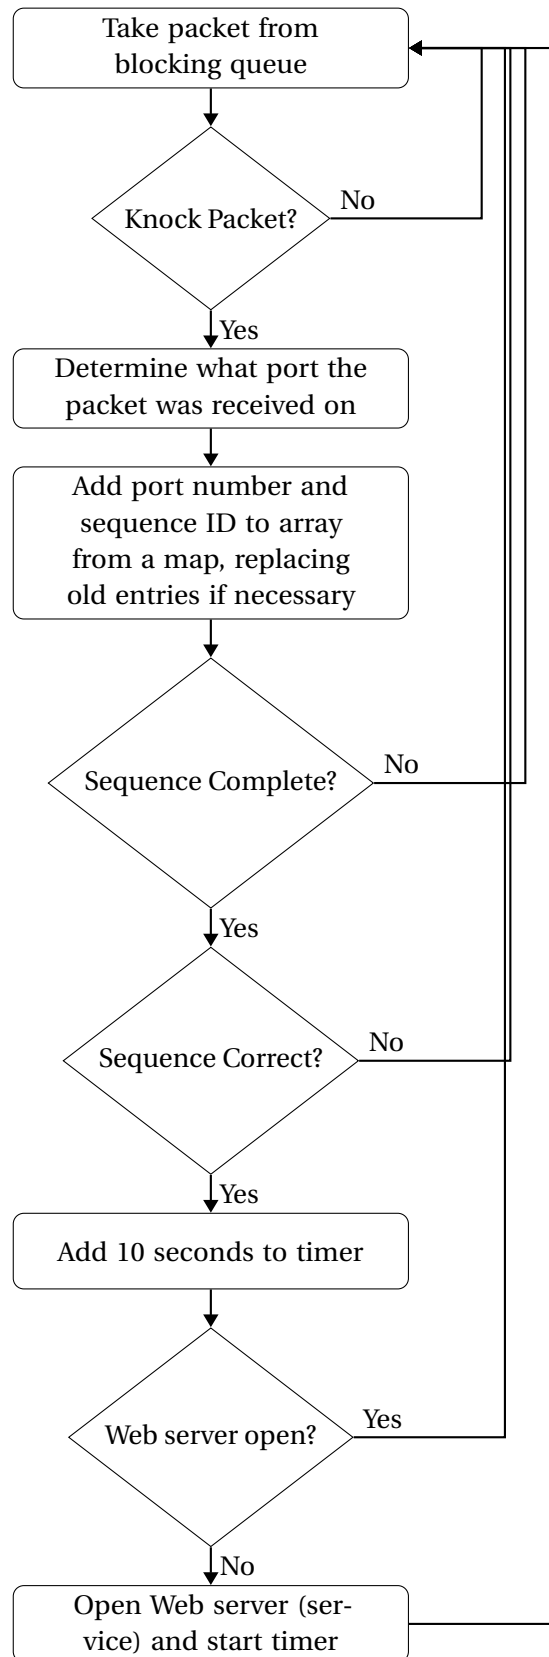 Take packet from
blocking queue
Knock Packet?
No
Yes
Determine what port the
packet was received on
Add port number and
sequence ID to array
from a map, replacing
old entries if necessary
Sequence Complete?
No
Yes
Sequence Correct?
No
Yes
Add 10 seconds to timer
Web server open?
Yes
No
Open Web server (ser-
vice) and start timer